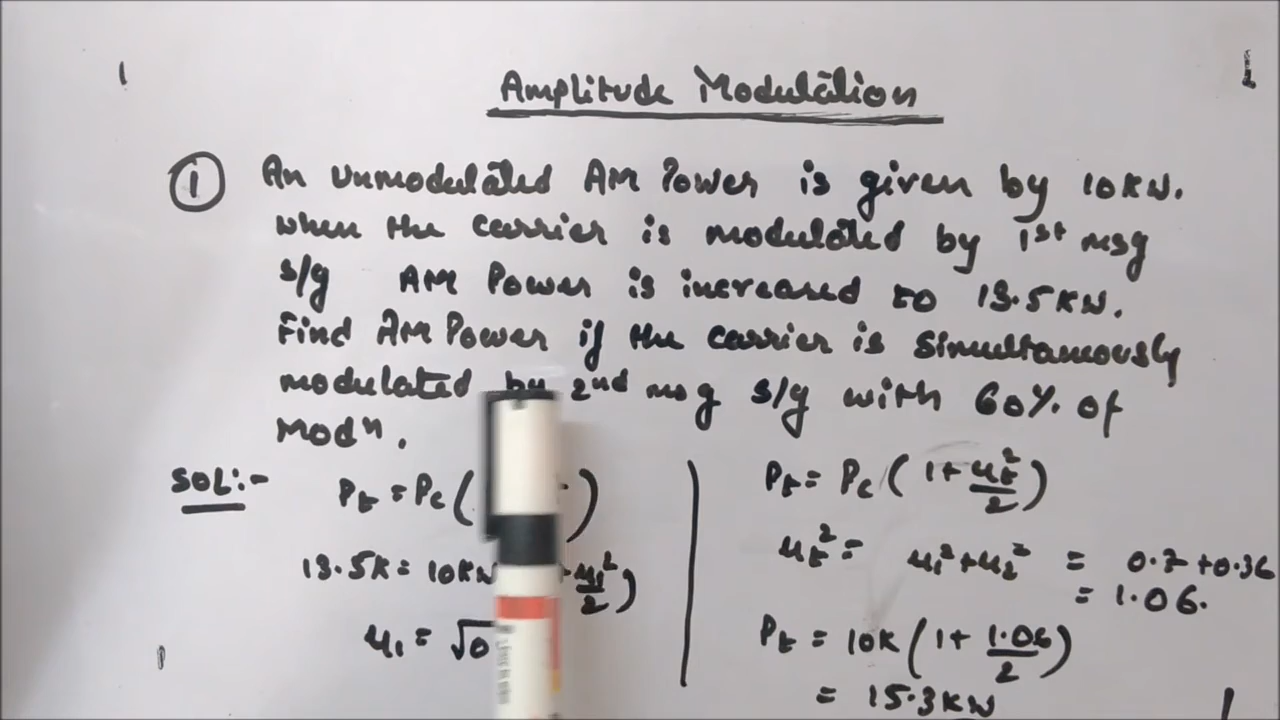 Amplitude Modulation
① An unmodulated AM Power is given by 10KW.
when the carrier is modulated by 1st msg
s/g AM Power is increased to 13.5KW.
Find AM Power if the carrier is simultaneously
modulated by 2nd msg s/g with 60% of
Modⁿ.
SOL:-
Pt = Pc (
13.5K = 10KW + μ1²/2)
μ1 = √0
Pt = Pc (1 + μt²/2)
μt² = μ1² + μ2² = 0.7 + 0.36
= 1.06.
Pt = 10K (1 + 1.06/2)
= 15.3KW